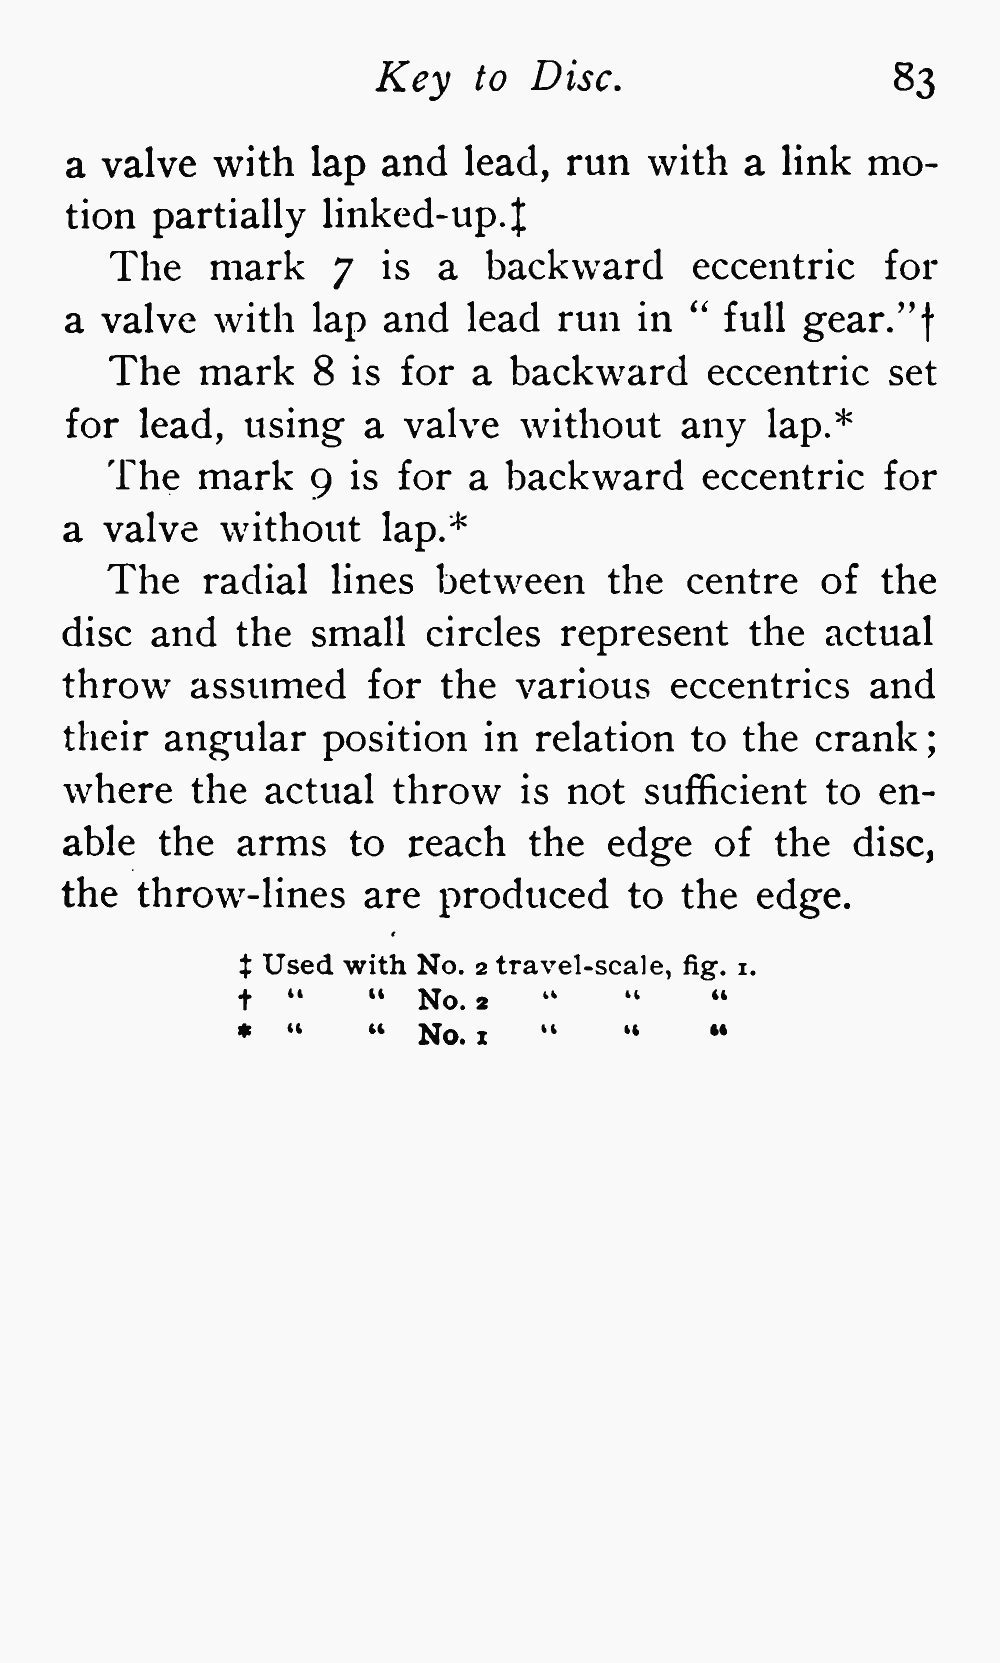 Key to Disc. 83
a valve with lap and lead, run with a link mo-
tion partially linked-up.‡
The mark 7 is a backward eccentric for
a valve with lap and lead run in “ full gear.”†
The mark 8 is for a backward eccentric set
for lead, using a valve without any lap.*
The mark 9 is for a backward eccentric for
a valve without lap.*
The radial lines between the centre of the
disc and the small circles represent the actual
throw assumed for the various eccentrics and
their angular position in relation to the crank;
where the actual throw is not sufficient to en-
able the arms to reach the edge of the disc,
the throw-lines are produced to the edge.
‡ Used with No. 2 travel-scale, fig. 1.
† “ “ No. 2 “ “ “
* “ “ No. 1 “ “ “